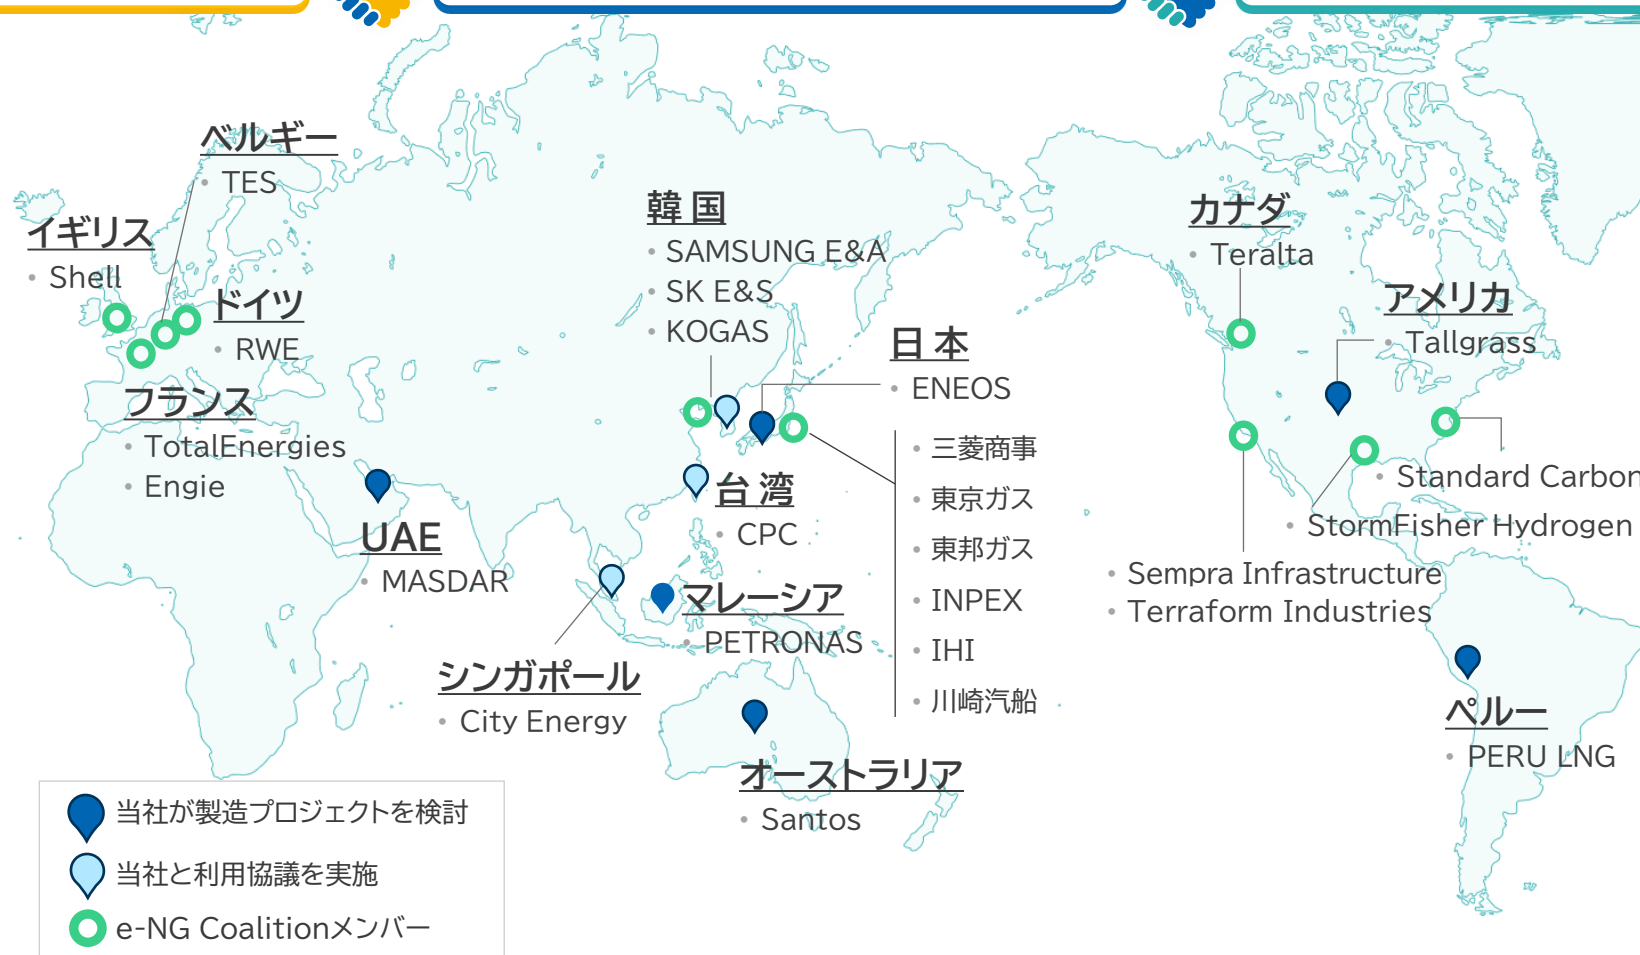 ベルギー
・TES
イギリス
・Shell
ドイツ
・RWE
フランス
・TotalEnergies
・Engie
UAE
・MASDAR
韓国
・SAMSUNG E&A
・SK E&S
・KOGAS
日本
・ENEOS
・三菱商事
・東京ガス
・東邦ガス
・INPEX
・IHI
・川崎汽船
台湾
・CPC
マレーシア
・PETRONAS
シンガポール
・City Energy
オーストラリア
・Santos
カナダ
・Teralta
アメリカ
・Tallgrass
・Standard Carbon
・StormFisher Hydrogen
・Sempra Infrastructure
・Terraform Industries
ペルー
・PERU LNG
当社が製造プロジェクトを検討
当社と利用協議を実施
e-NG Coalitionメンバー